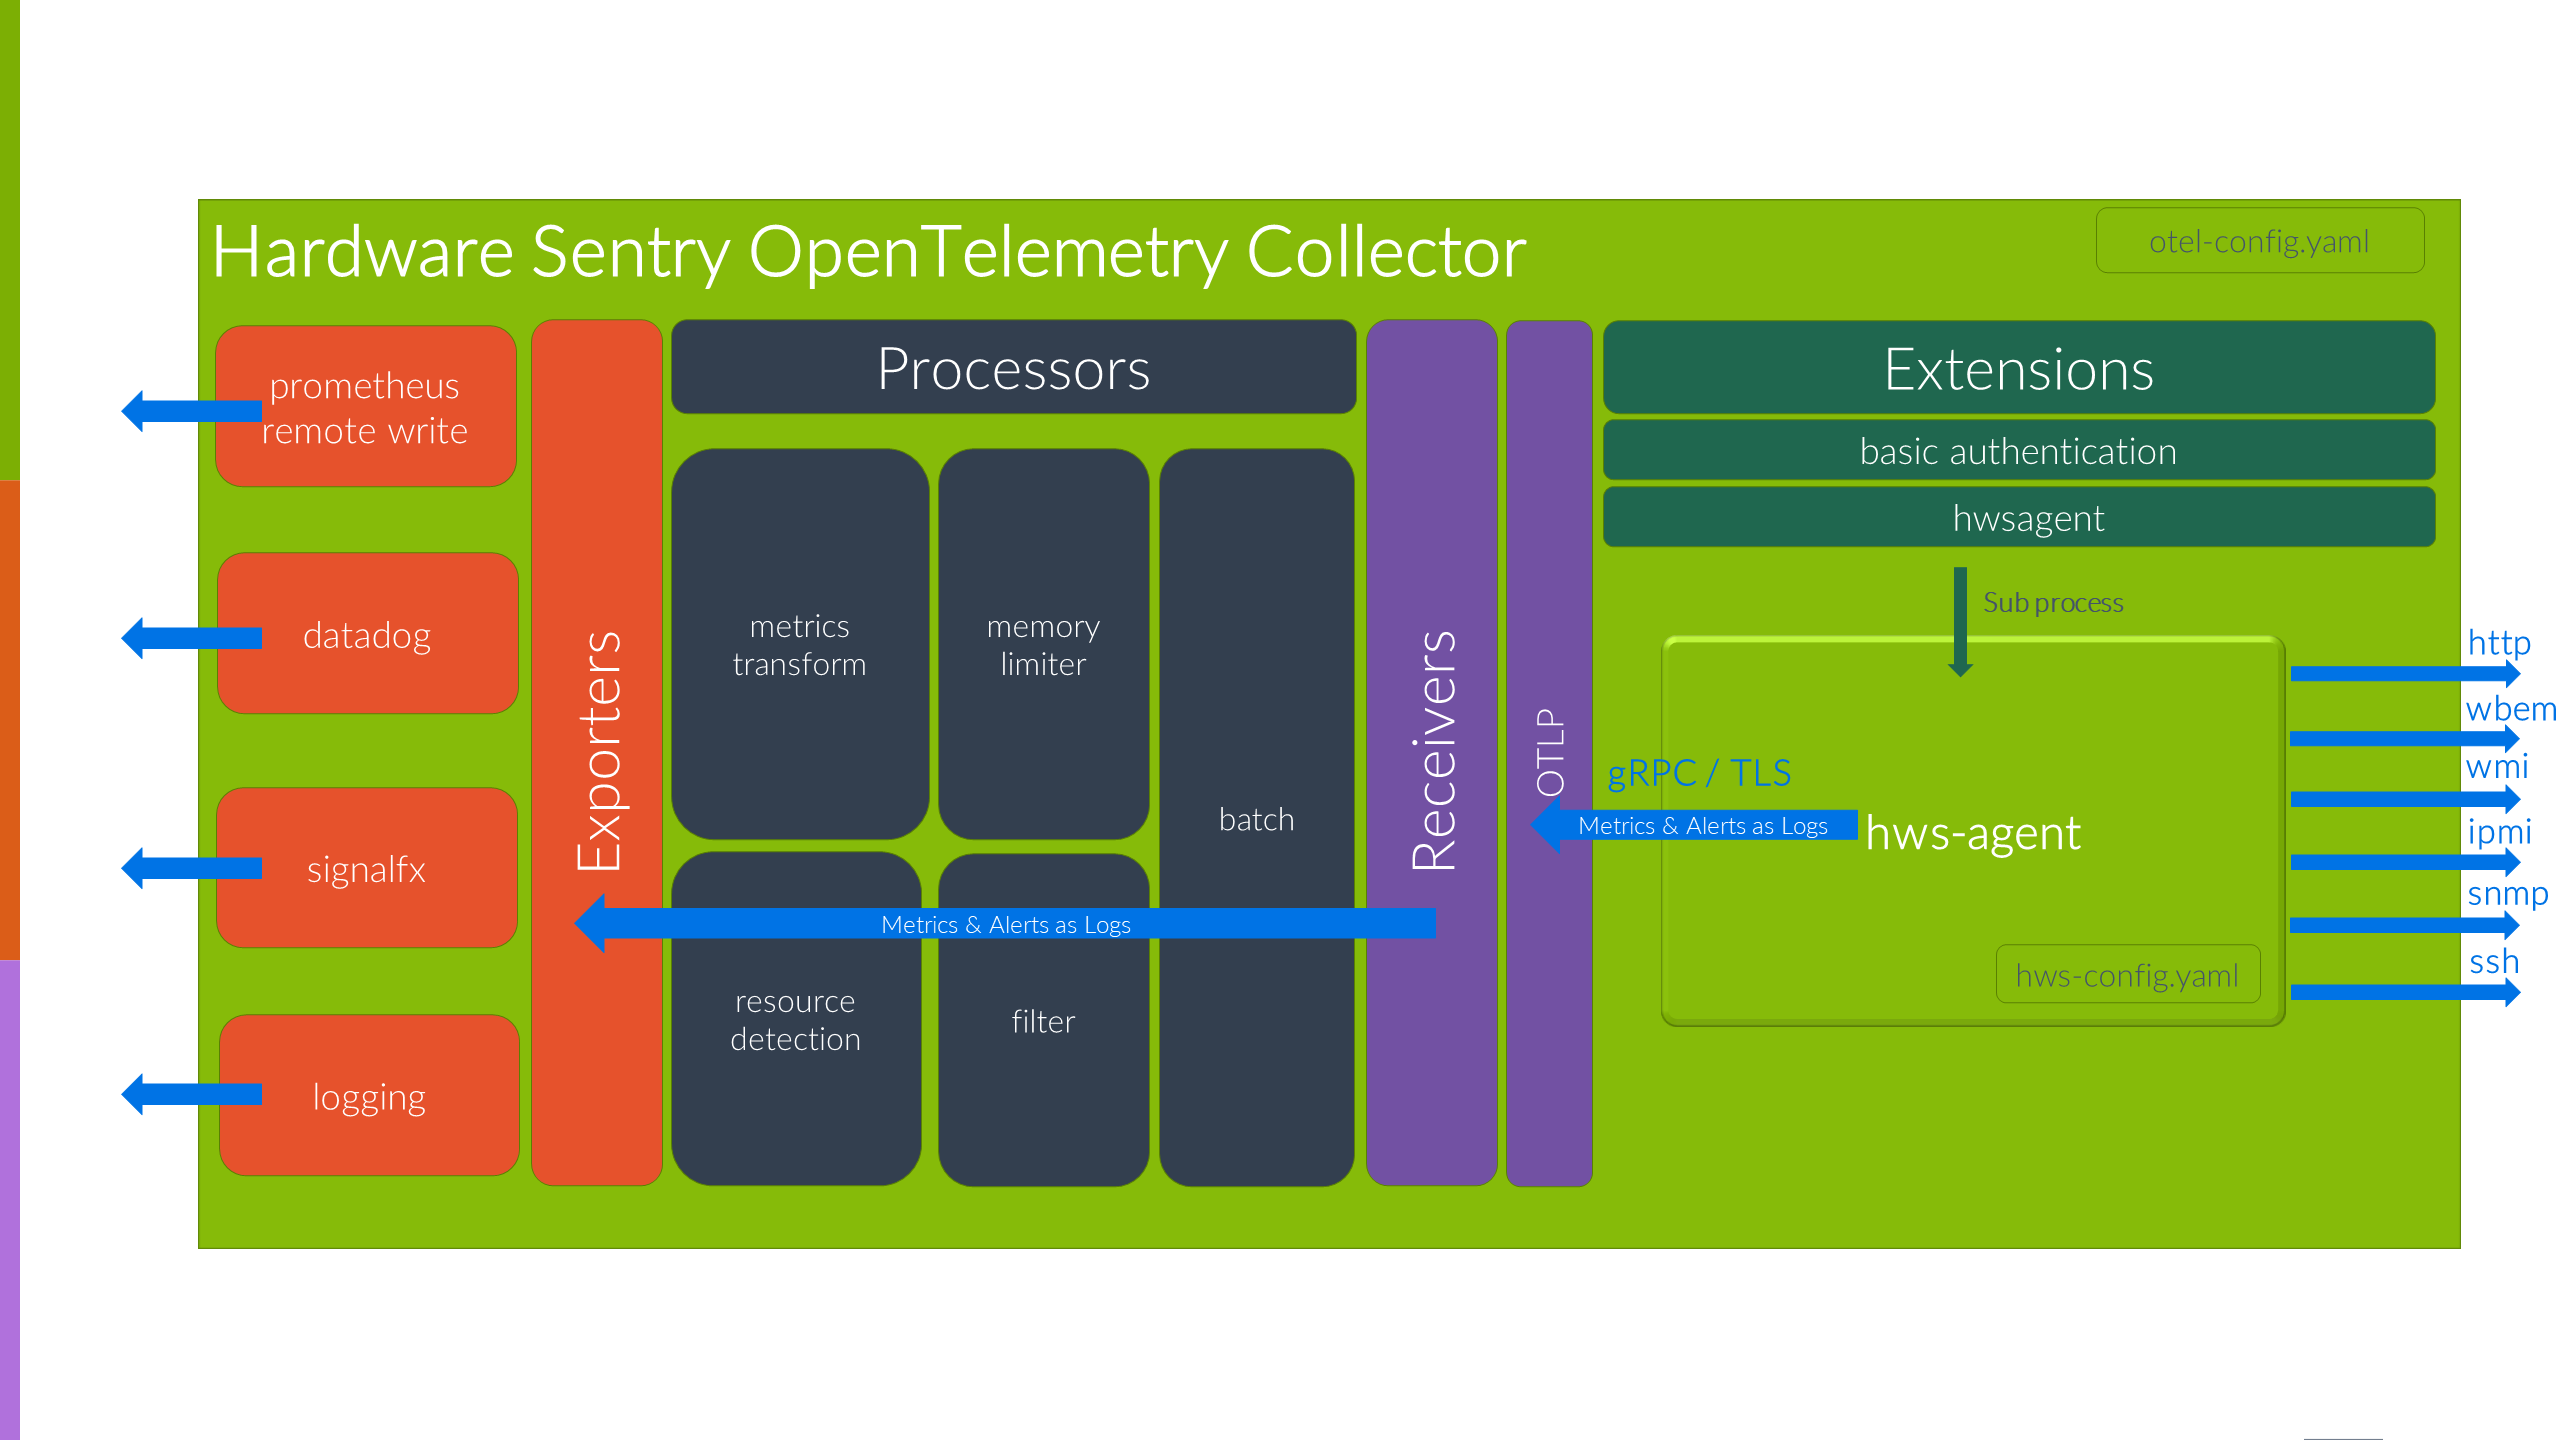 Hardware Sentry OpenTelemetry Collector
otel-config.yaml
prometheus
remote write
datadog
signalfx
logging
Exporters
Processors
metrics
transform
memory
limiter
batch
resource
detection
filter
Metrics & Alerts as Logs
Receivers
OTLP
Extensions
basic authentication
hwsagent
Sub process
gRPC / TLS
Metrics & Alerts as Logs
hws-agent
hws-config.yaml
http
wbem
wmi
ipmi
snmp
ssh